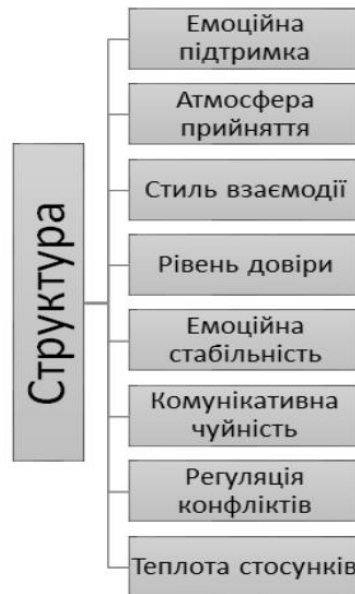 Структура
Емоційна
підтримка
Атмосфера
прийняття
Стиль взаємодії
Рівень довіри
Емоційна
стабільність
Комунікативна
чуйність
Регуляція
конфліктів
Теплота стосунків